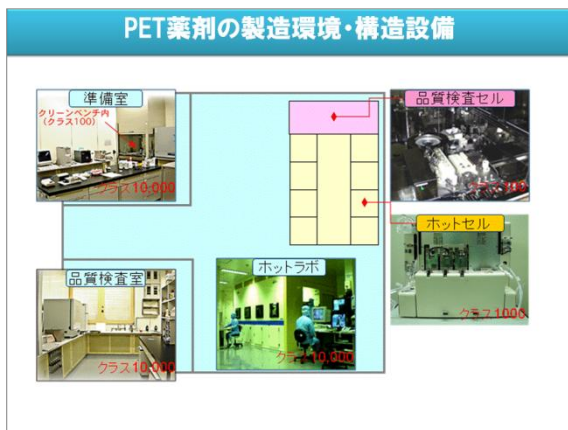 PET薬剤の製造環境・構造設備
準備室
クリーンベンチ内
(クラス100)
クラス10,000
品質検査セル
クラス100
ホットセル
クラス1000
品質検査室
クラス10,000
ホットラボ
クラス10,000